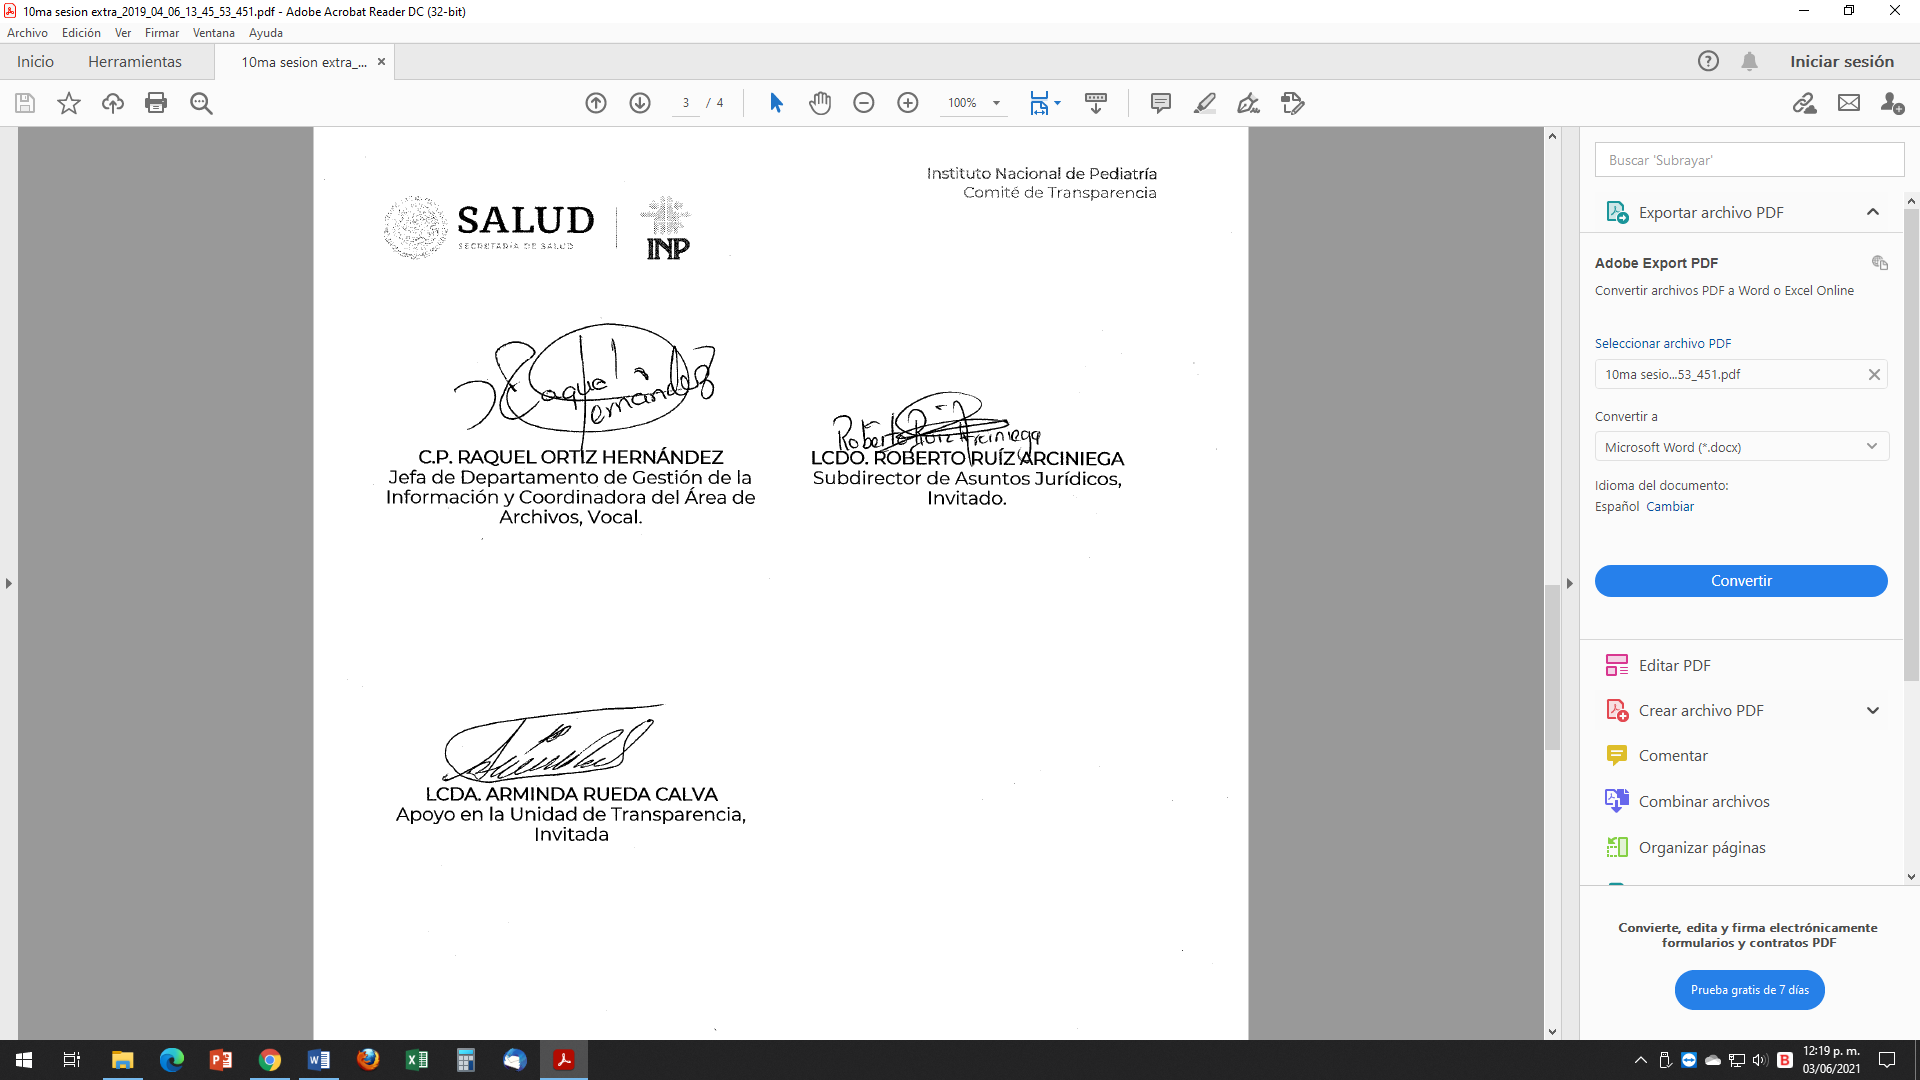 10ma sesion extra_2019_04_06_13_45_53_451.pdf - Adobe Acrobat Reader DC (32-bit)
Archivo Edición Ver Firmar Ventana Ayuda
Inicio Herramientas 10ma sesion extra_...
Iniciar sesión
3 / 4
100%
Instituto Nacional de Pediatría
Comité de Transparencia
SALUD
SECRETARÍA DE SALUD
INP
Raquel
Hernández
C.P. RAQUEL ORTIZ HERNÁNDEZ
Jefa de Departamento de Gestión de la
Información y Coordinadora del Área de
Archivos, Vocal.
Roberto Ruiz Arciniega
LCDO. ROBERTO RUÍZ ARCINIEGA
Subdirector de Asuntos Jurídicos,
Invitado.
LCDA. ARMINDA RUEDA CALVA
Apoyo en la Unidad de Transparencia,
Invitada
Buscar 'Subrayar'
Exportar archivo PDF
Adobe Export PDF
Convertir archivos PDF a Word o Excel Online
Seleccionar archivo PDF
10ma sesio...53_451.pdf
Convertir a
Microsoft Word (*.docx)
Idioma del documento:
Español Cambiar
Convertir
Editar PDF
Crear archivo PDF
Comentar
Combinar archivos
Organizar páginas
Convierte, edita y firma electrónicamente
formularios y contratos PDF
Prueba gratis de 7 días
12:19 p. m.
03/06/2021